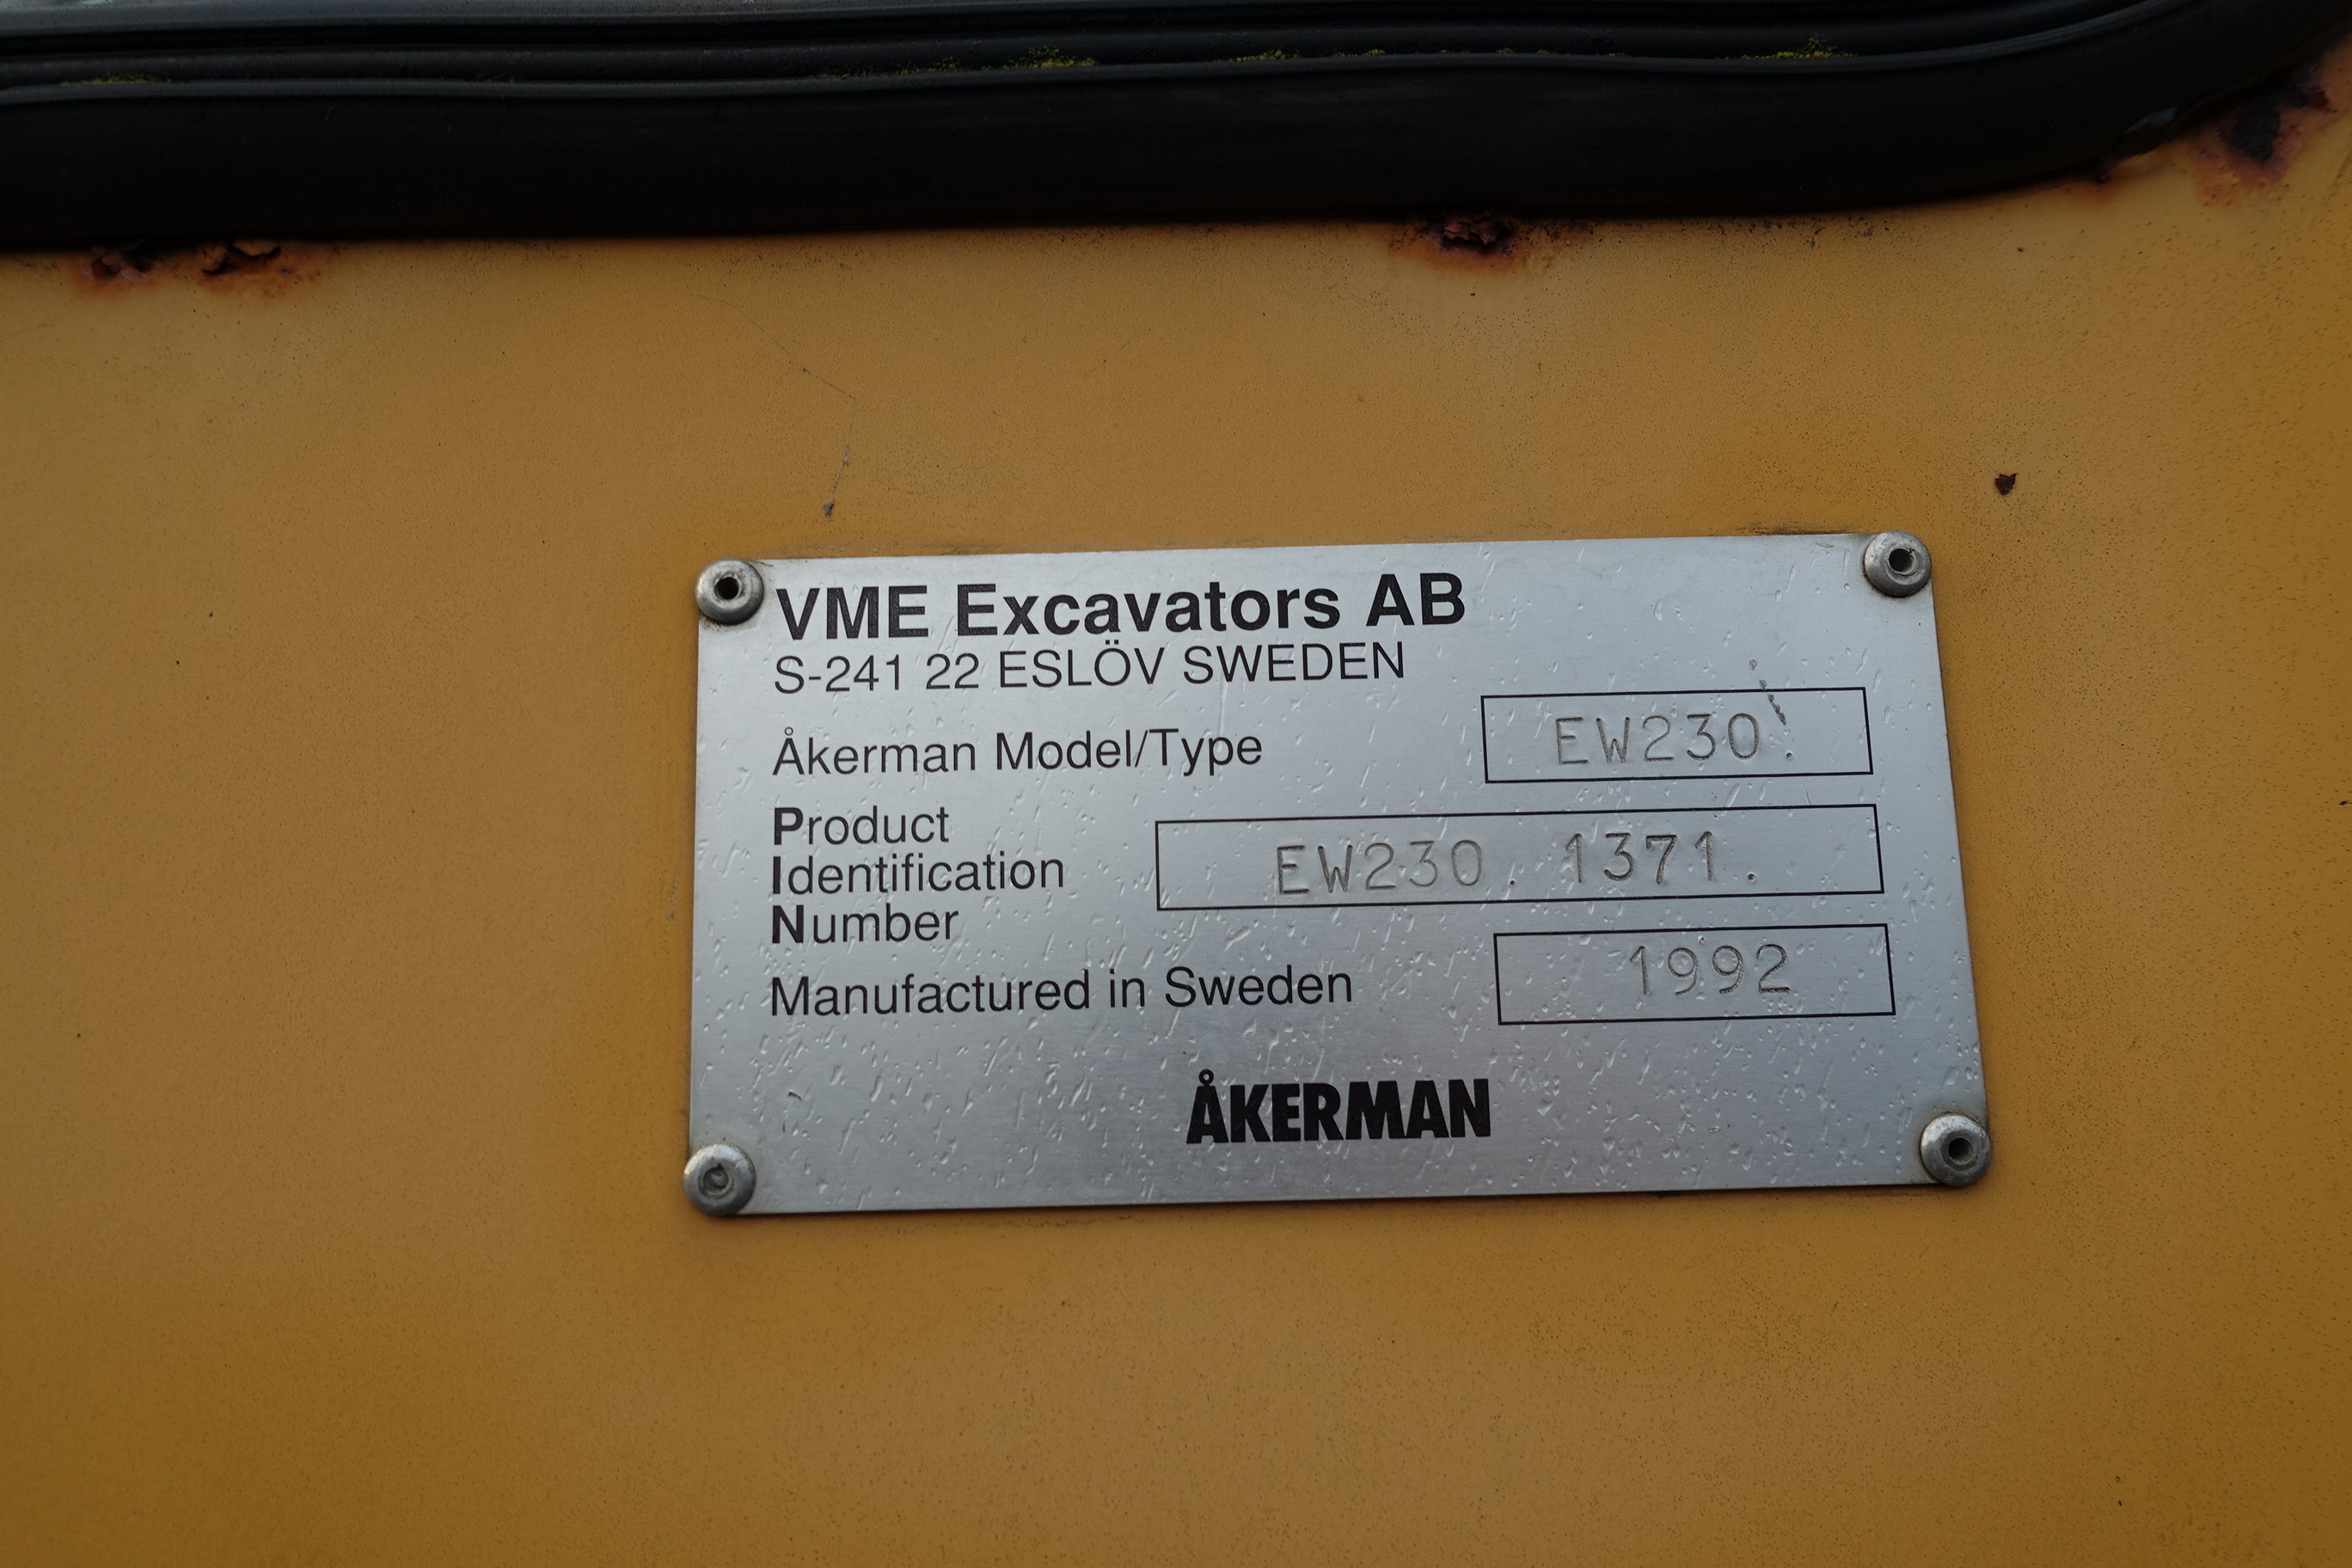 VME Excavators AB
S-241 22 ESLÖV SWEDEN
Åkerman Model/Type EW230.
Product
Identification EW230. 1371.
Number
Manufactured in Sweden 1992
ÅKERMAN